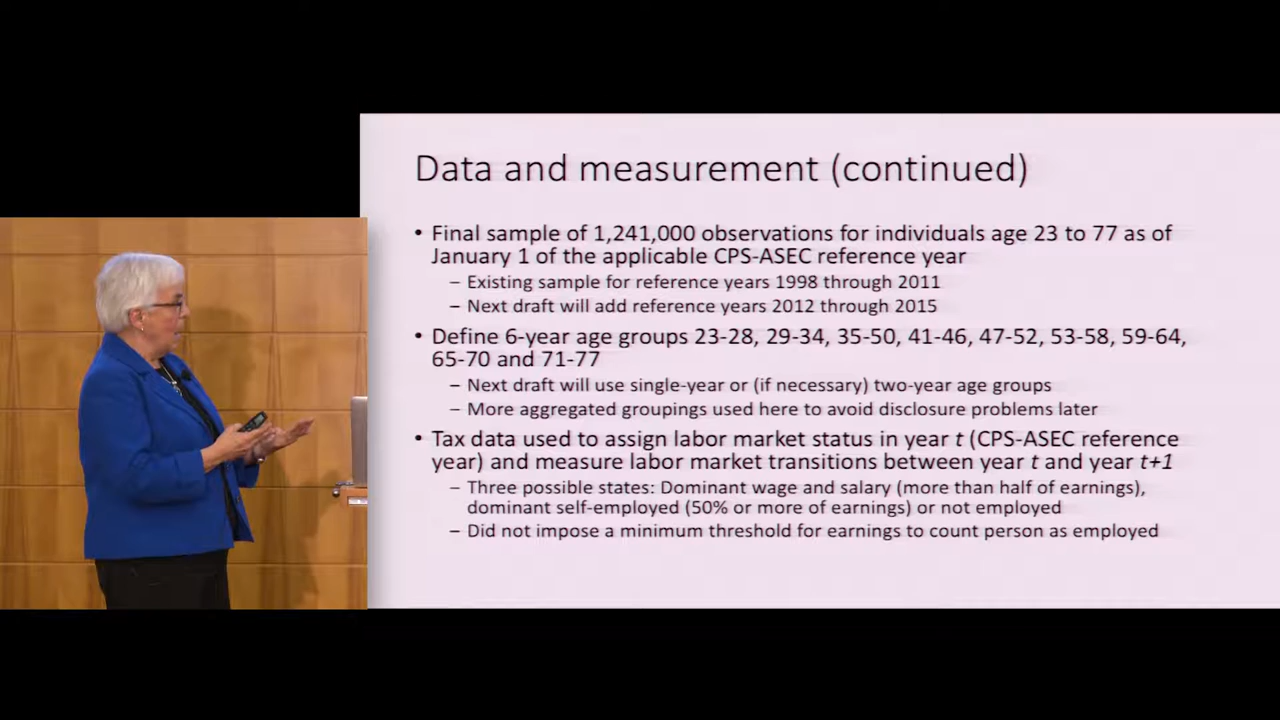 Data and measurement (continued)
• Final sample of 1,241,000 observations for individuals age 23 to 77 as of
January 1 of the applicable CPS-ASEC reference year
– Existing sample for reference years 1998 through 2011
– Next draft will add reference years 2012 through 2015
• Define 6-year age groups 23-28, 29-34, 35-50, 41-46, 47-52, 53-58, 59-64,
65-70 and 71-77
– Next draft will use single-year or (if necessary) two-year age groups
– More aggregated groupings used here to avoid disclosure problems later
• Tax data used to assign labor market status in year t (CPS-ASEC reference
year) and measure labor market transitions between year t and year t+1
– Three possible states: Dominant wage and salary (more than half of earnings),
dominant self-employed (50% or more of earnings) or not employed
– Did not impose a minimum threshold for earnings to count person as employed